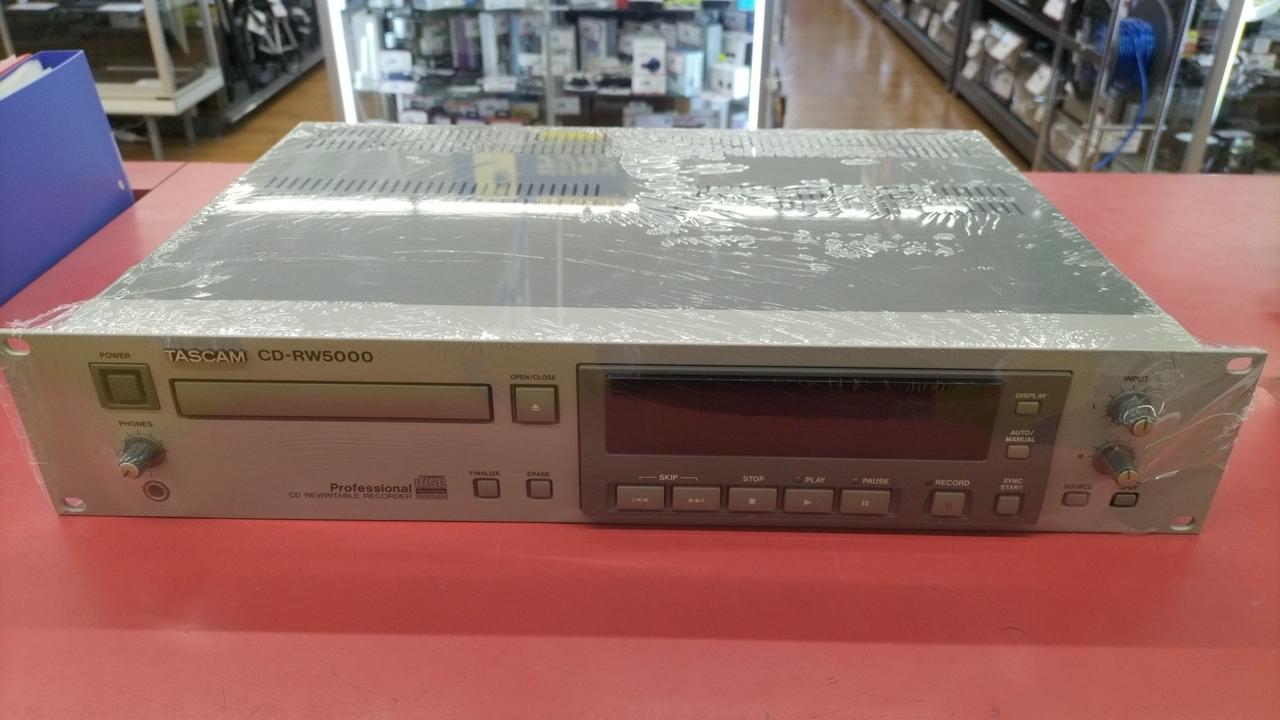 POWER
TASCAM CD-RW5000
OPEN/CLOSE
PHONES
FINALIZE
ERASE
Professional
CD REWRITABLE RECORDER
disc
SKIP
STOP
PLAY
PAUSE
RECORD
DISPLAY
AUTO/
MANUAL
SYNC
START
INPUT
L
R
SOURCE